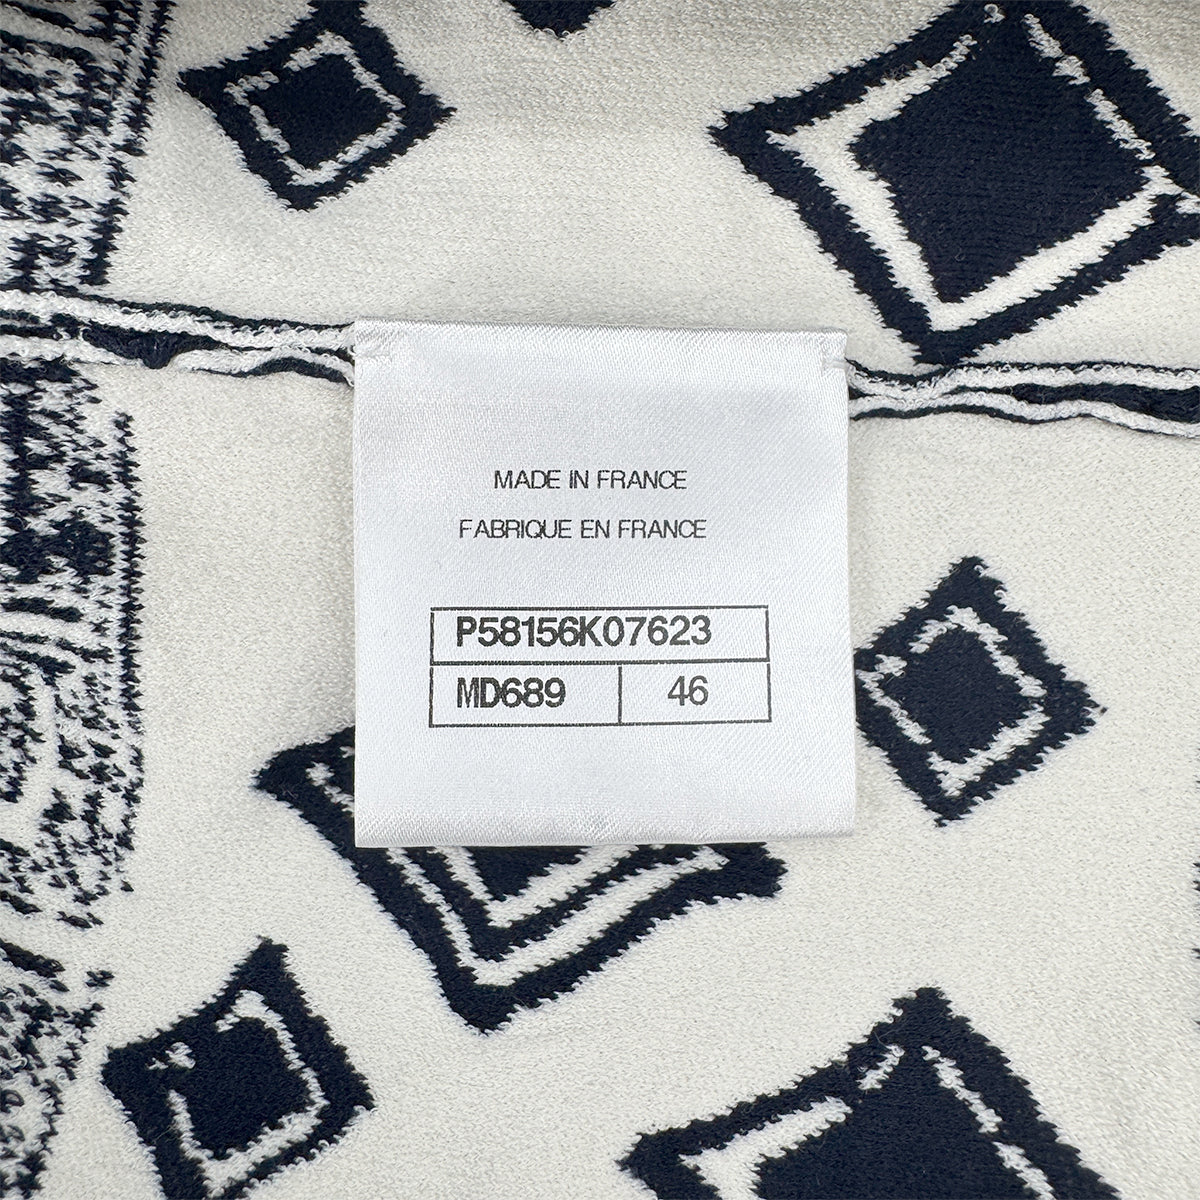 MADE IN FRANCE
FABRIQUE EN FRANCE
P58156K07623
MD689 46